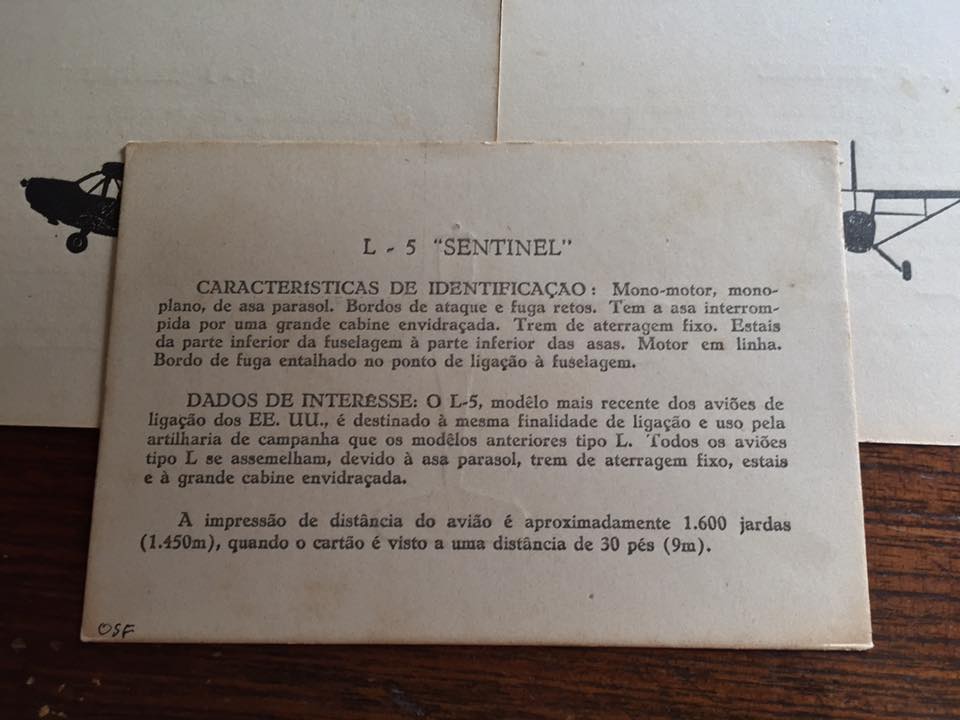 L - 5 "SENTINEL"
CARACTERÍSTICAS DE IDENTIFICAÇAO : Mono-motor, mono-
plano, de asa parasol. Bordos de ataque e fuga retos. Tem a asa interrom-
pida por uma grande cabine envidraçada. Trem de aterragem fixo. Estais
da parte inferior da fuselagem à parte inferior das asas. Motor em linha.
Bordo de fuga entalhado no ponto de ligação à fuselagem.
DADOS DE INTERÊSSE: O L-5, modêlo mais recente dos aviões de
ligação dos EE. UU., é destinado à mesma finalidade de ligação e uso pela
artilharia de campanha que os modêlos anteriores tipo L. Todos os aviões
tipo L se assemelham, devido à asa parasol, trem de aterragem fixo, estais
e à grande cabine envidraçada.
A impressão de distância do avião é aproximadamente 1.600 jardas
(1.450m), quando o cartão é visto a uma distância de 30 pés (9m).
OSF